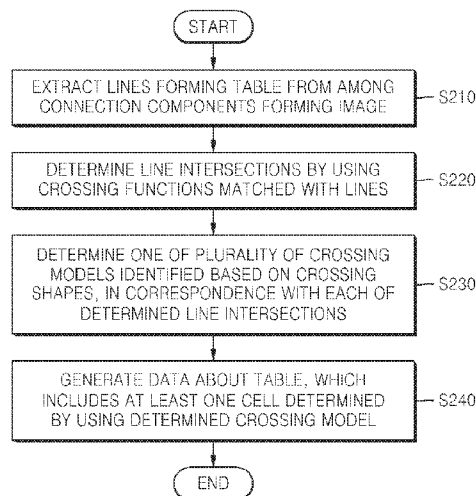 START
EXTRACT LINES FORMING TABLE FROM AMONG
CONNECTION COMPONENTS FORMING IMAGE
S210
DETERMINE LINE INTERSECTIONS BY USING
CROSSING FUNCTIONS MATCHED WITH LINES
S220
DETERMINE ONE OF PLURALITY OF CROSSING
MODELS IDENTIFIED BASED ON CROSSING
SHAPES, IN CORRESPONDENCE WITH EACH OF
DETERMINED LINE INTERSECTIONS
S230
GENERATE DATA ABOUT TABLE, WHICH
INCLUDES AT LEAST ONE CELL DETERMINED
BY USING DETERMINED CROSSING MODEL
S240
END